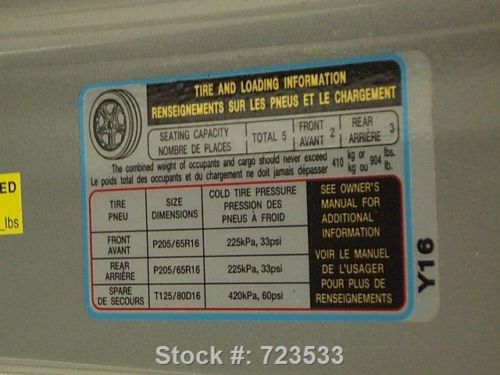 TIRE AND LOADING INFORMATION
RENSEIGNEMENTS SUR LES PNEUS ET LE CHARGEMENT
SEATING CAPACITY
NOMBRE DE PLACES
TOTAL 5
FRONT
AVANT
2
REAR
ARRIÈRE
3
The combined weight of occupants and cargo should never exceed
Le poids total des occupants et du chargement ne doit jamais dépasser
410 kg or
kg ou
904 lbs.
lb.
TIRE
PNEU
SIZE
DIMENSIONS
COLD TIRE PRESSURE
PRESSION DES
PNEUS À FROID
FRONT
AVANT
P205/65R16
225kPa, 33psi
REAR
ARRIÈRE
P205/65R16
225kPa, 33psi
SPARE
DE SECOURS
T125/80D16
420kPa, 60psi
SEE OWNER'S
MANUAL FOR
ADDITIONAL
INFORMATION
VOIR LE MANUEL
DE L'USAGER
POUR PLUS DE
RENSEIGNEMENTS
Y16
ED
lbs
Stock #: 723533